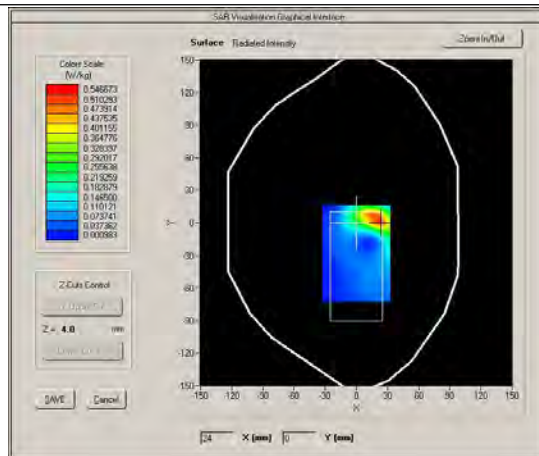 SAR Visualisation Graphical Interface
Surface Radiated Intensity
Zoom In/Out
Colors Scale
(W/kg)
0.546673
0.510293
0.473914
0.437535
0.401155
0.364776
0.328397
0.292017
0.255638
0.219259
0.182879
0.146500
0.110121
0.073741
0.037362
0.000983
Z-Cuts Control
Z = 4.0 mm
SAVE
Cancel
150
120
90
60
30
0
-30
-60
-90
-120
-150
Y
-150 -120 -90 -60 -30 0 30 60 90 120 150
X
24 X (mm) 0 Y (mm)